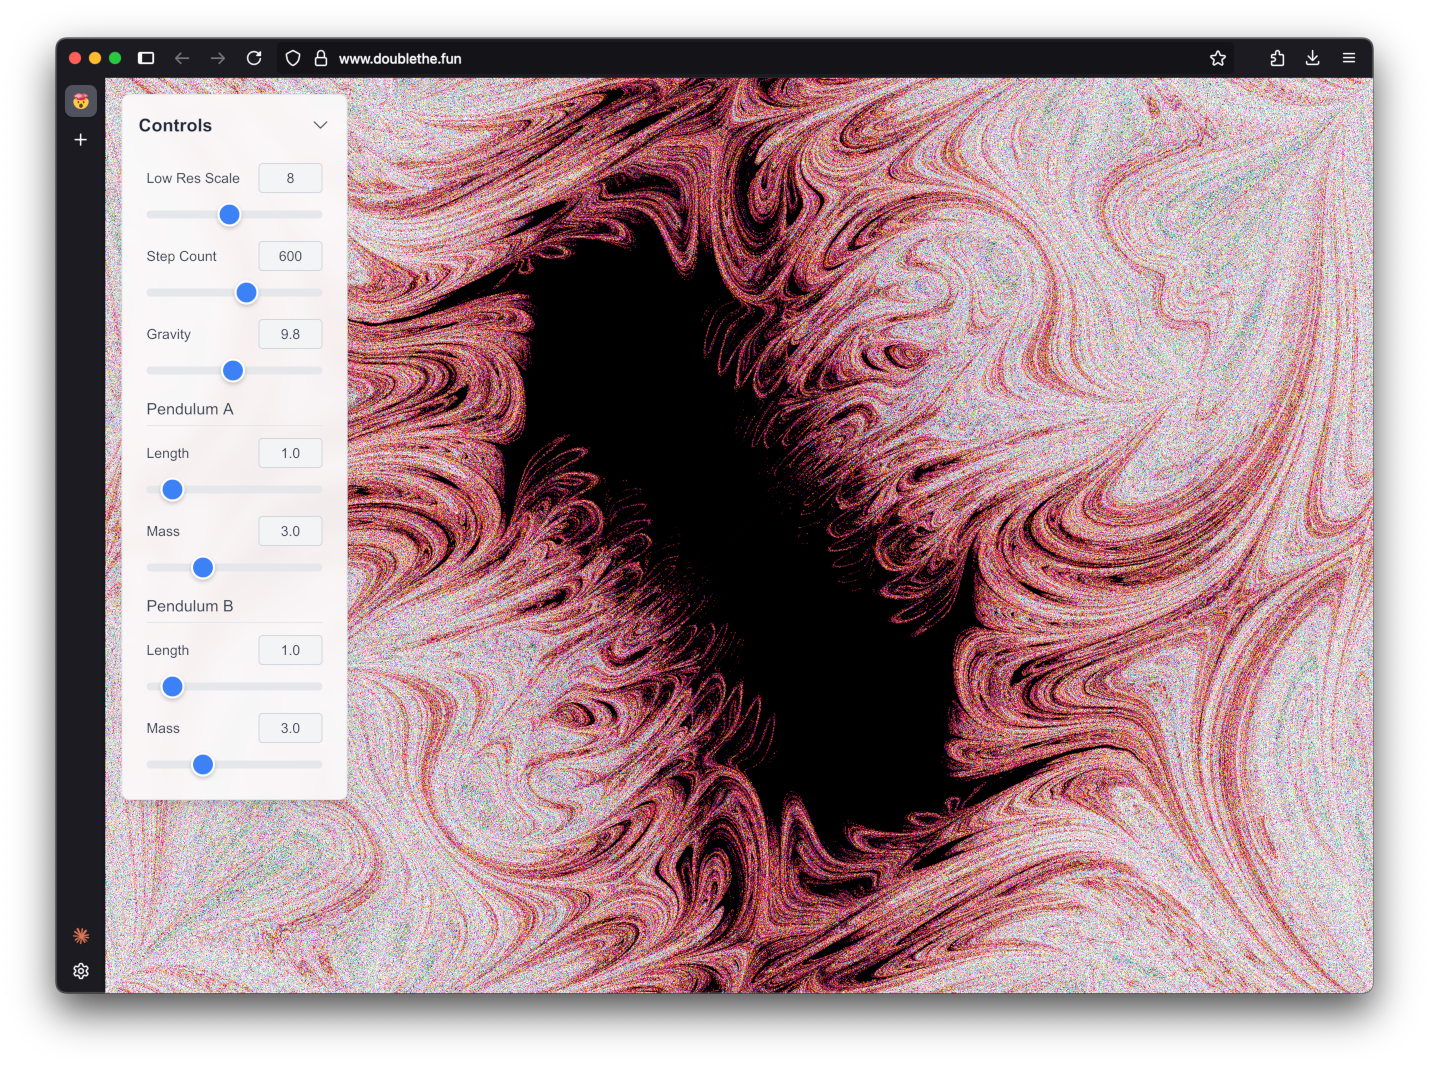 www.doublethe.fun
Controls
Low Res Scale 8
Step Count 600
Gravity 9.8
Pendulum A
Length 1.0
Mass 3.0
Pendulum B
Length 1.0
Mass 3.0